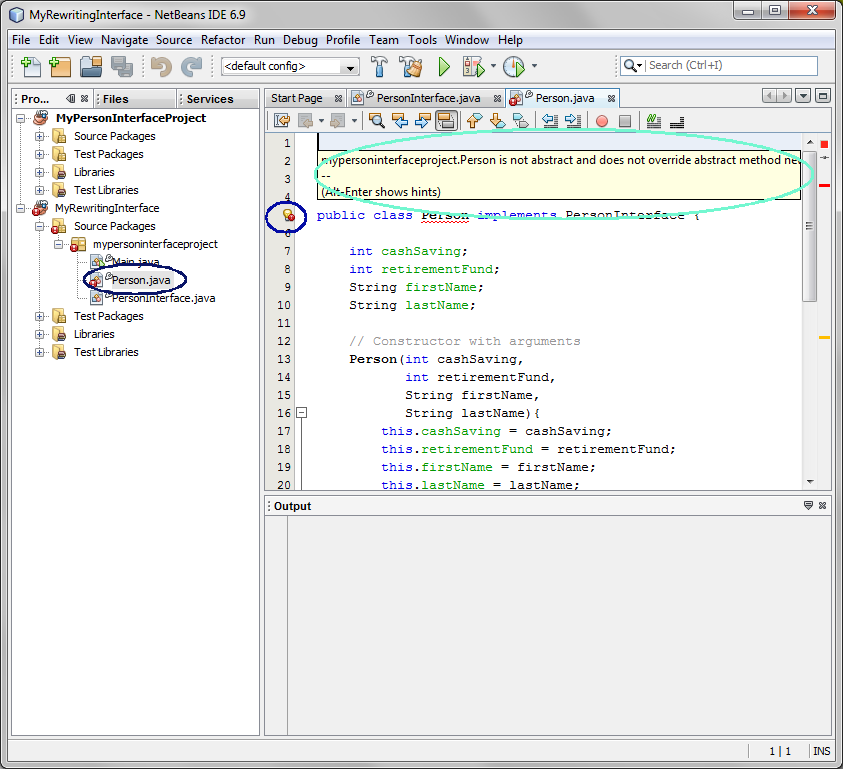 MyRewritingInterface - NetBeans IDE 6.9
File Edit View Navigate Source Refactor Run Debug Profile Team Tools Window Help
<default config>
Search (Ctrl+I)
Pro...
Files
Services
MyPersonInterfaceProject
Source Packages
Test Packages
Libraries
Test Libraries
MyRewritingInterface
Source Packages
mypersoninterfaceproject
Main.java
Person.java
PersonInterface.java
Test Packages
Libraries
Test Libraries
Start Page
PersonInterface.java
Person.java
1
2 mypersoninterfaceproject.Person is not abstract and does not override abstract method ne
3 --
4 (Alt-Enter shows hints)
public class Person implements PersonInterface {
6
7 int cashSaving;
8 int retirementFund;
9 String firstName;
10 String lastName;
11
12 // Constructor with arguments
13 Person(int cashSaving,
14 int retirementFund,
15 String firstName,
16 String lastName){
17 this.cashSaving = cashSaving;
18 this.retirementFund = retirementFund;
19 this.firstName = firstName;
20 this.lastName = lastName;
Output
1 | 1
INS